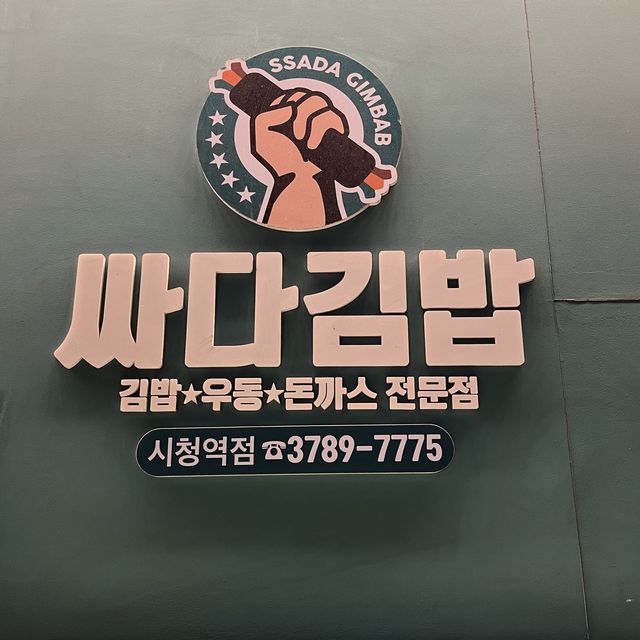 SSADA GIMBAB
싸다김밥
김밥★우동★돈까스 전문점
시청역점 ☎3789-7775